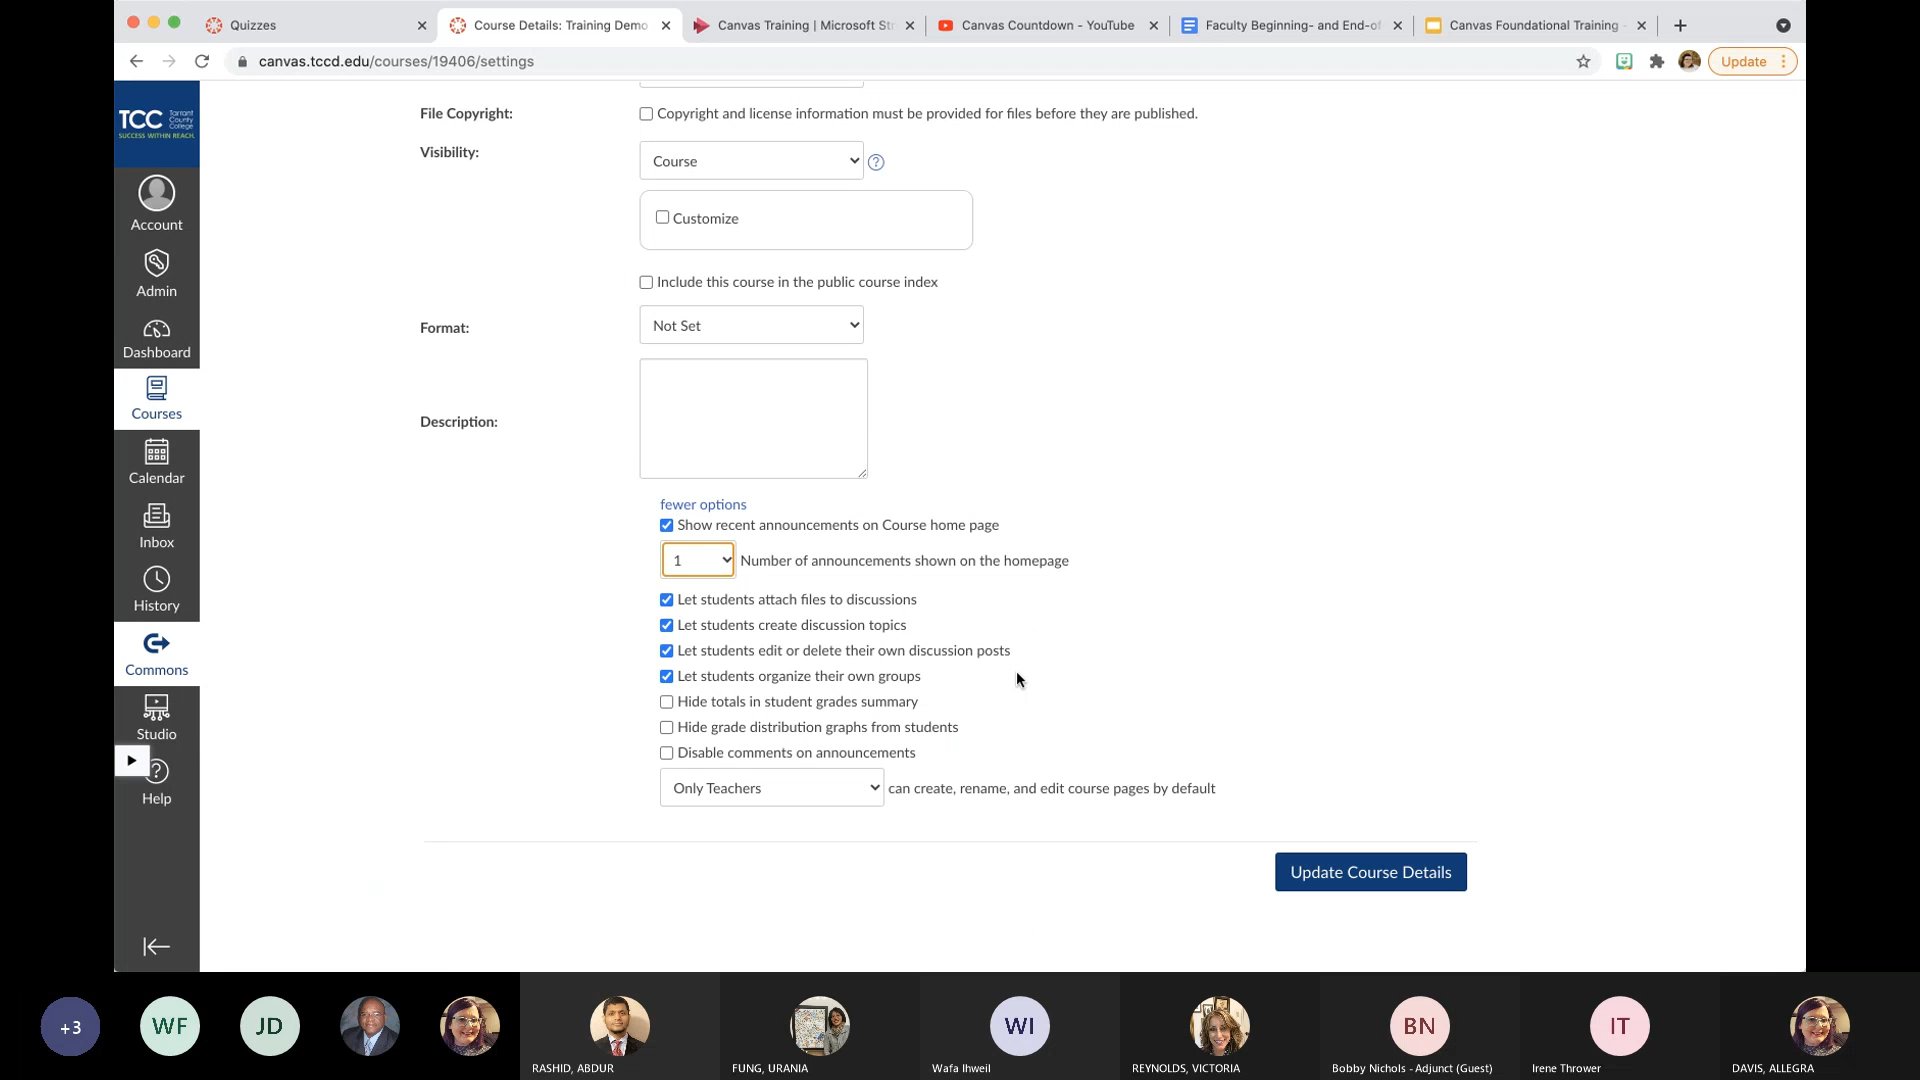 Quizzes
Course Details: Training Demo
Canvas Training | Microsoft Str
Canvas Countdown - YouTube
Faculty Beginning- and End-of
Canvas Foundational Training -
canvas.tccd.edu/courses/19406/settings
Update
TCC Tarrant County College
SUCCESS WITHIN REACH.
Account
Admin
Dashboard
Courses
Calendar
Inbox
History
Commons
Studio
Help
File Copyright:
Copyright and license information must be provided for files before they are published.
Visibility:
Course
Customize
Include this course in the public course index
Format:
Not Set
Description:
fewer options
Show recent announcements on Course home page
1 Number of announcements shown on the homepage
Let students attach files to discussions
Let students create discussion topics
Let students edit or delete their own discussion posts
Let students organize their own groups
Hide totals in student grades summary
Hide grade distribution graphs from students
Disable comments on announcements
Only Teachers can create, rename, and edit course pages by default
Update Course Details
+3
WF
JD
RASHID, ABDUR
FUNG, URANIA
WI
Wafa Ihweil
REYNOLDS, VICTORIA
BN
Bobby Nichols - Adjunct (Guest)
IT
Irene Thrower
DAVIS, ALLEGRA